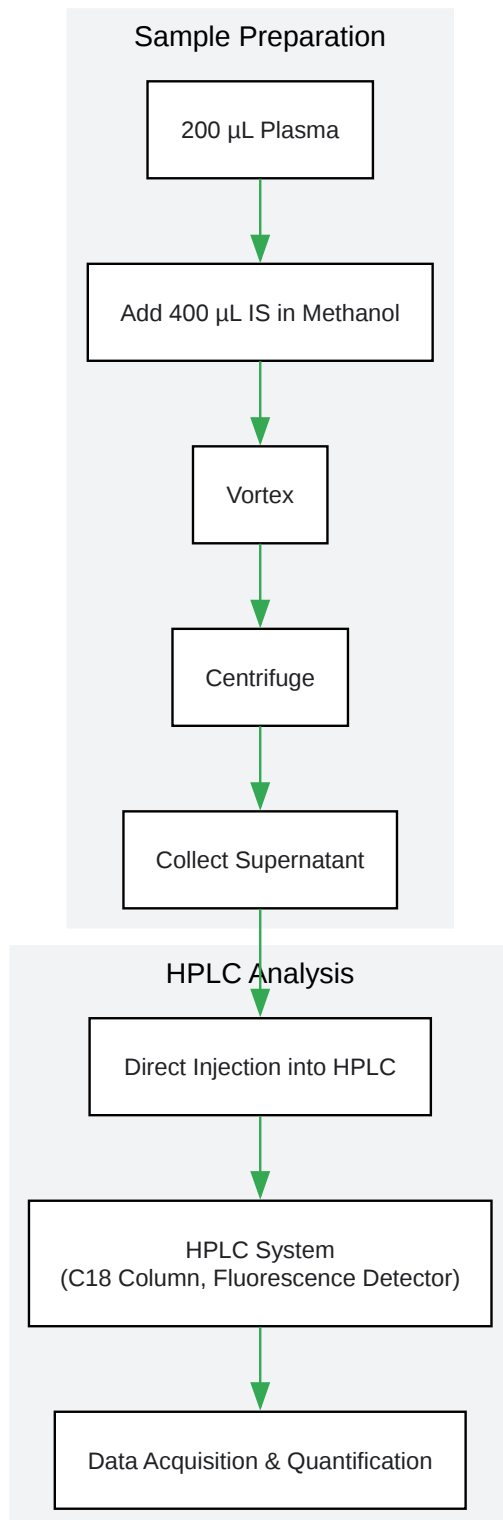 Sample Preparation
200 µL Plasma
Add 400 µL IS in Methanol
Vortex
Centrifuge
Collect Supernatant
HPLC Analysis
Direct Injection into HPLC
HPLC System
(C18 Column, Fluorescence Detector)
Data Acquisition & Quantification